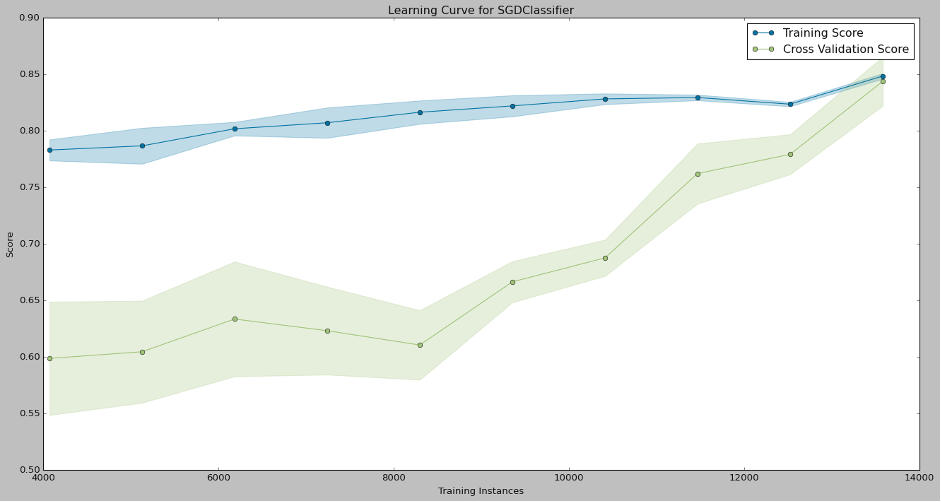 Learning Curve for SGDClassifier
Training Score
Cross Validation Score
0.90
0.85
0.80
0.75
0.70
0.65
0.60
0.55
0.50
Score
4000 6000 8000 10000 12000 14000
Training Instances